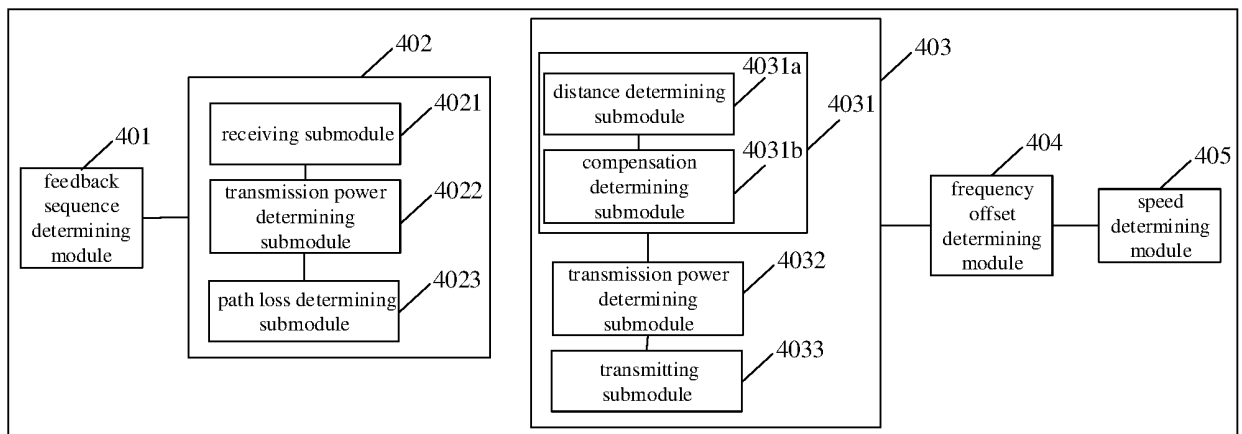 401
feedback
sequence
determining
module
402
receiving submodule
4021
transmission power
determining
submodule
4022
path loss determining
submodule
4023
403
distance determining
submodule
4031a
4031
compensation
determining
submodule
4031b
transmission power
determining
submodule
4032
transmitting
submodule
4033
404
frequency
offset
determining
module
405
speed
determining
module